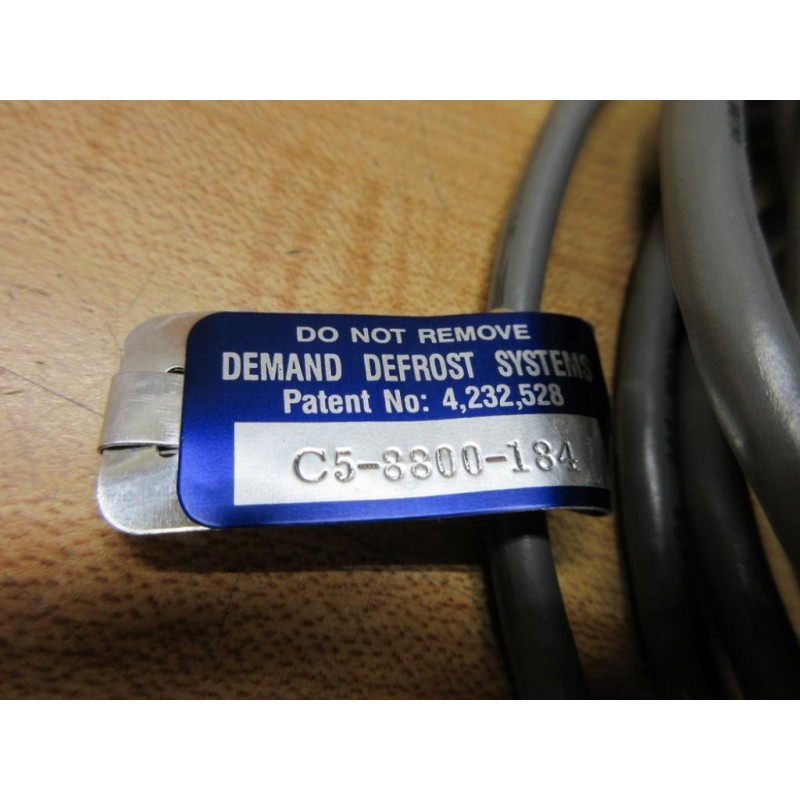 DO NOT REMOVE
DEMAND DEFROST SYSTEMS
Patent No: 4,232,528
C5-8800-184